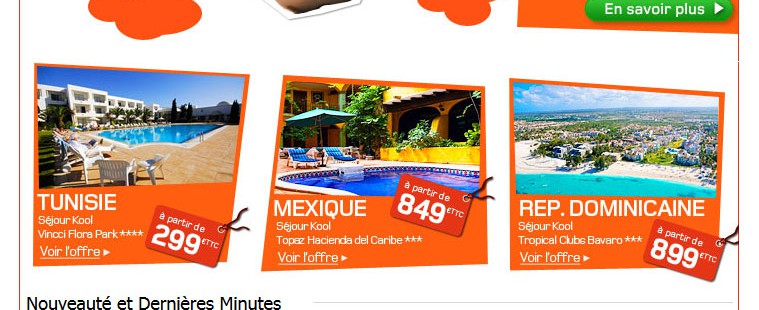 En savoir plus
TUNISIE
Séjour Kool
Vincci Flora Park ****
Voir l'offre
à partir de
299 €TTC
MEXIQUE
Séjour Kool
Topaz Hacienda del Caribe ***
Voir l'offre
à partir de
849 €TTC
REP. DOMINICAINE
Séjour Kool
Tropical Clubs Bavaro ***
Voir l'offre
à partir de
899 €TTC
Nouveauté et Dernières Minutes